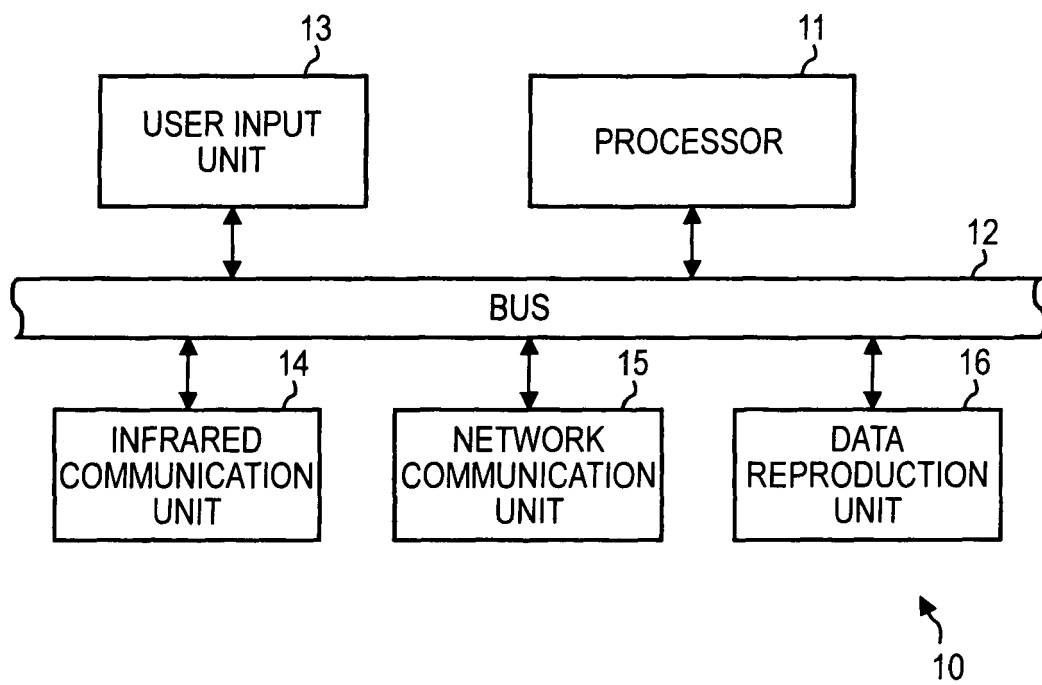 13
11
USER INPUT
UNIT
PROCESSOR
12
BUS
14
15
16
INFRARED
COMMUNICATION
UNIT
NETWORK
COMMUNICATION
UNIT
DATA
REPRODUCTION
UNIT
10